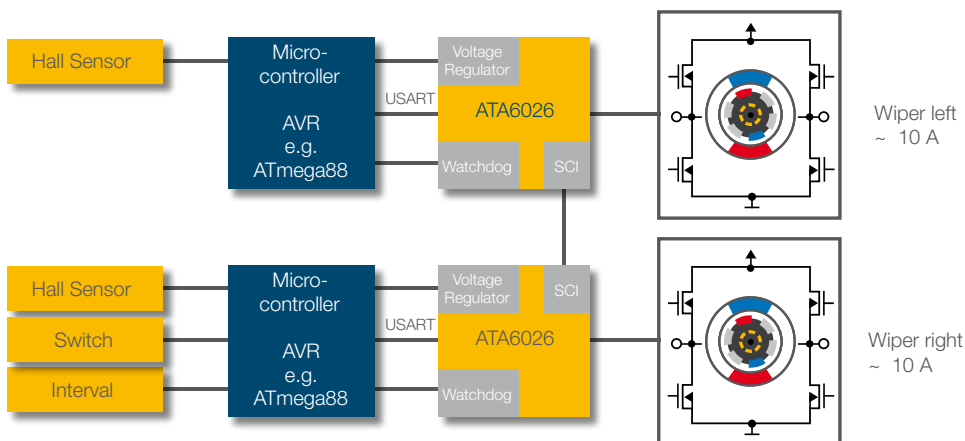 Hall Sensor
Micro-
controller
AVR
e.g.
ATmega88
USART
Voltage
Regulator
ATA6026
Watchdog
SCI
Wiper left
~ 10 A
Hall Sensor
Switch
Interval
Micro-
controller
AVR
e.g.
ATmega88
USART
Voltage
Regulator
SCI
ATA6026
Watchdog
Wiper right
~ 10 A